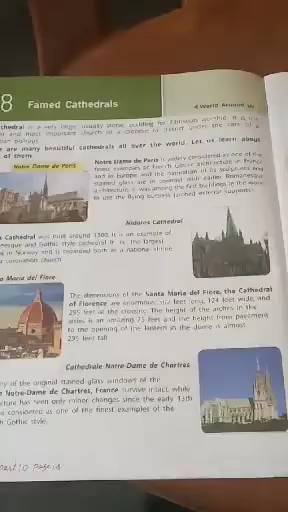 8 Famed Cathedrals
World Around Us
thedral is a very large usually stone building for Christian worship. It is the
and most important church of a diocese (a district under the care of a
e are many beautiful cathedrals all over the world. Let us learn about
of them
Notre Dame de Paris
Notre Dame de Paris is widely considered as one of the
finest examples of French Gothic architecture in France
and in Europe and the naturalism of its sculptures and
stained glass are in contrast with earlier Romanesque
architecture. It was among the first buildings in the world
to use the flying buttress (arched exterior supports).
Nidaros Cathedral
s Cathedral was built around 1300. It is an example of
nesque and Gothic style cathedral. It is the largest
in Norway and is regarded both as a national shrine
coronation church
a Maria del Fiore
The dimensions of the Santa Maria del Fiore, the Cathedral
of Florence are enormous: 502 feet long, 124 feet wide, and
295 feet at the crossing. The height of the arches in the
aisles is an amazing 75 feet and the height from pavement
to the opening of the lantern in the dome is almost
295 feet tall
Cathedrale Notre-Dame de Chartres
ny of the original stained glass windows of the
e Notre-Dame de Chartres, France survive intact, while
cture has seen only minor changes since the early 13th
s considered as one of the finest examples of the
h Gothic style.